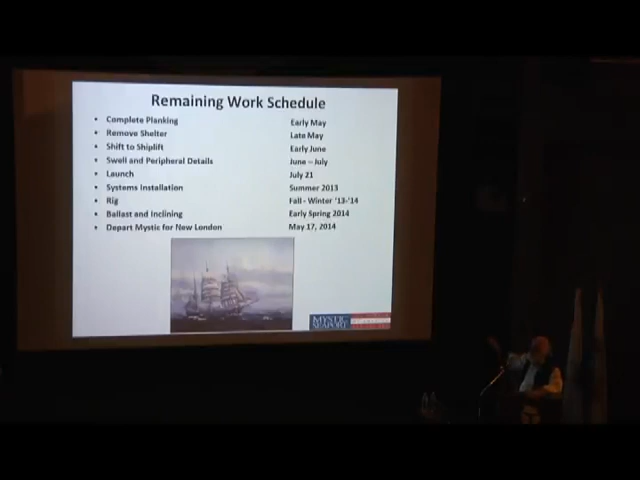 Remaining Work Schedule
• Complete Planking Early May
• Remove Shelter Late May
• Shift to Shiplift Early June
• Swell and Peripheral Details June – July
• Launch July 21
• Systems Installation Summer 2013
• Rig Fall - Winter '13-'14
• Ballast and Inclining Early Spring 2014
• Depart Mystic for New London May 17, 2014
MYSTIC
SEAPORT